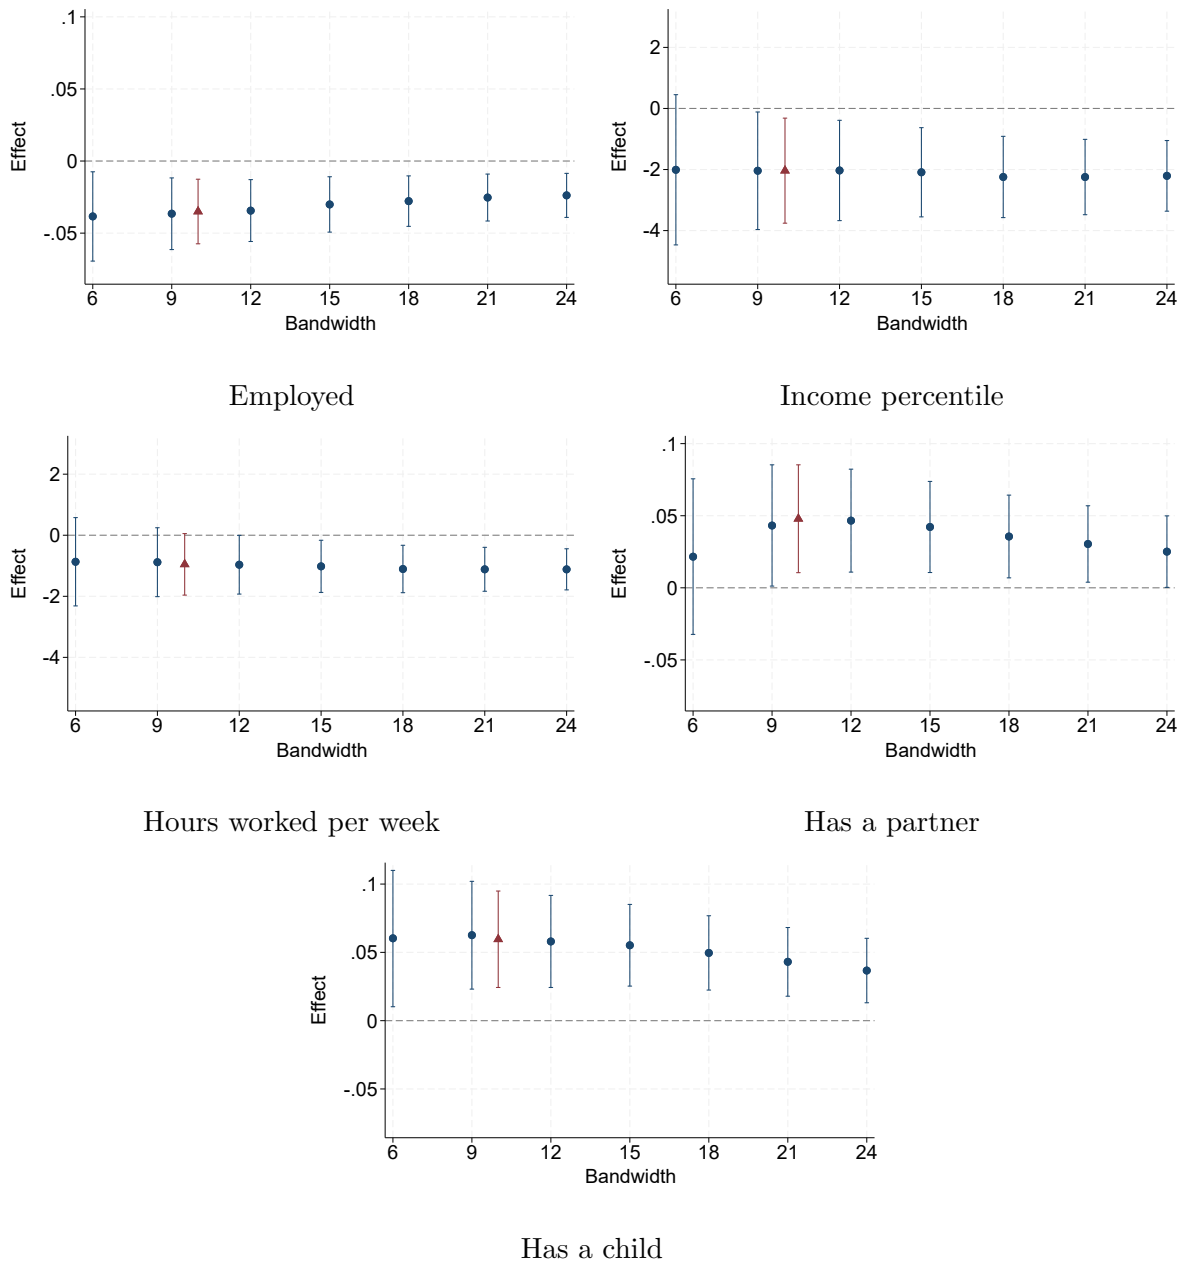 .1
.05
0
-.05
Effect
6 9 12 15 18 21 24
Bandwidth
Employed
2
0
-2
-4
Effect
6 9 12 15 18 21 24
Bandwidth
Income percentile
2
0
-2
-4
Effect
6 9 12 15 18 21 24
Bandwidth
Hours worked per week
.1
.05
0
-.05
Effect
6 9 12 15 18 21 24
Bandwidth
Has a partner
.1
.05
0
-.05
Effect
6 9 12 15 18 21 24
Bandwidth
Has a child